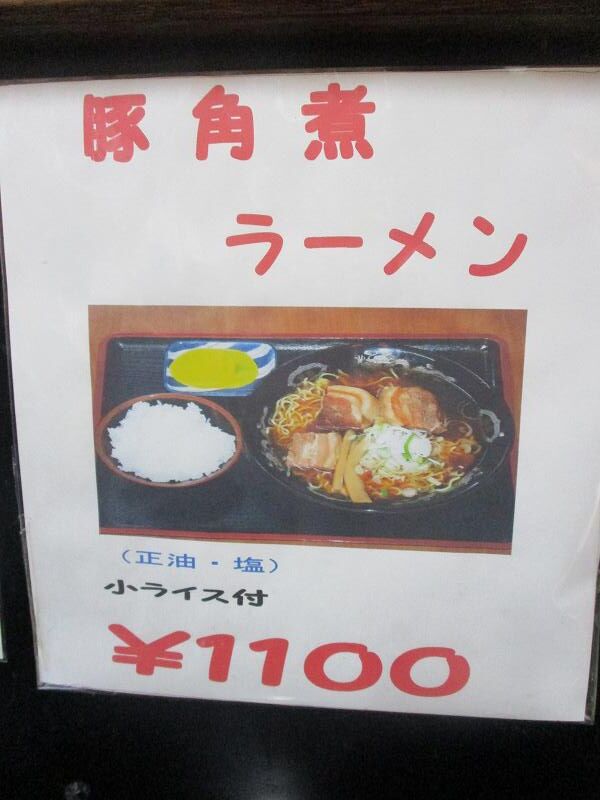 豚角煮
ラーメン
(正油・塩)
小ライス付
¥1100